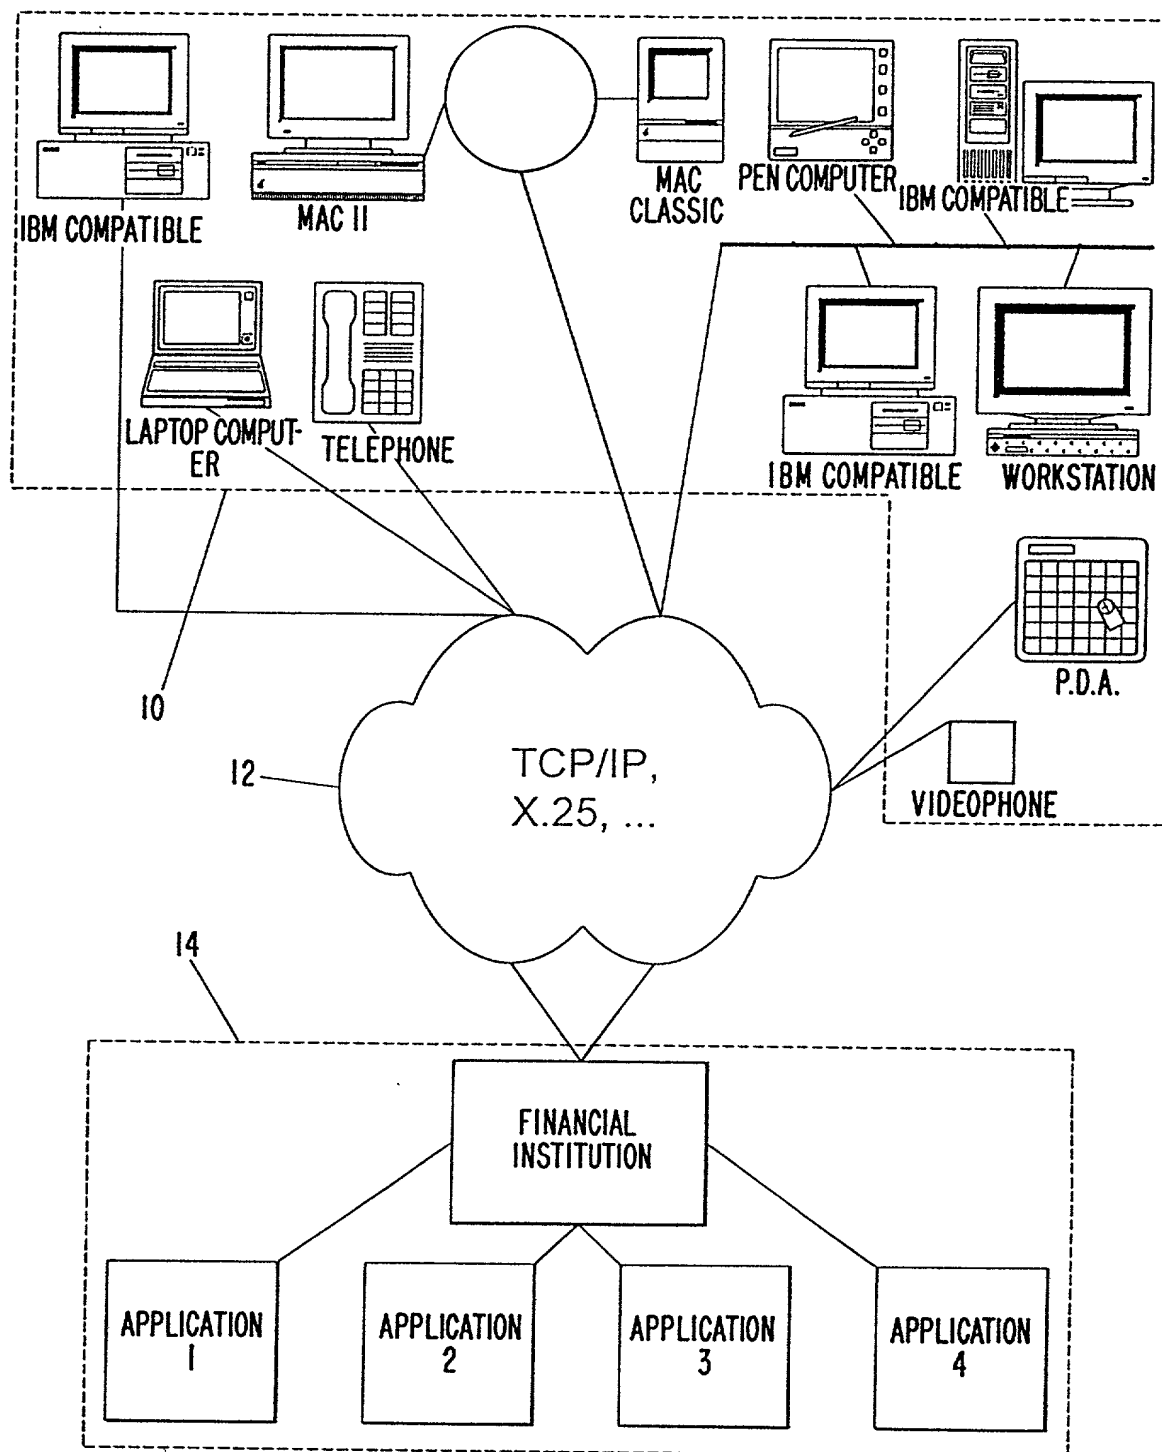 IBM COMPATIBLE
MAC II
MAC
CLASSIC
PEN COMPUTER
IBM COMPATIBLE
LAPTOP COMPUT-
ER
TELEPHONE
IBM COMPATIBLE
WORKSTATION
P.D.A.
VIDEOPHONE
10
12
TCP/IP,
X.25, ...
14
FINANCIAL
INSTITUTION
APPLICATION
1
APPLICATION
2
APPLICATION
3
APPLICATION
4